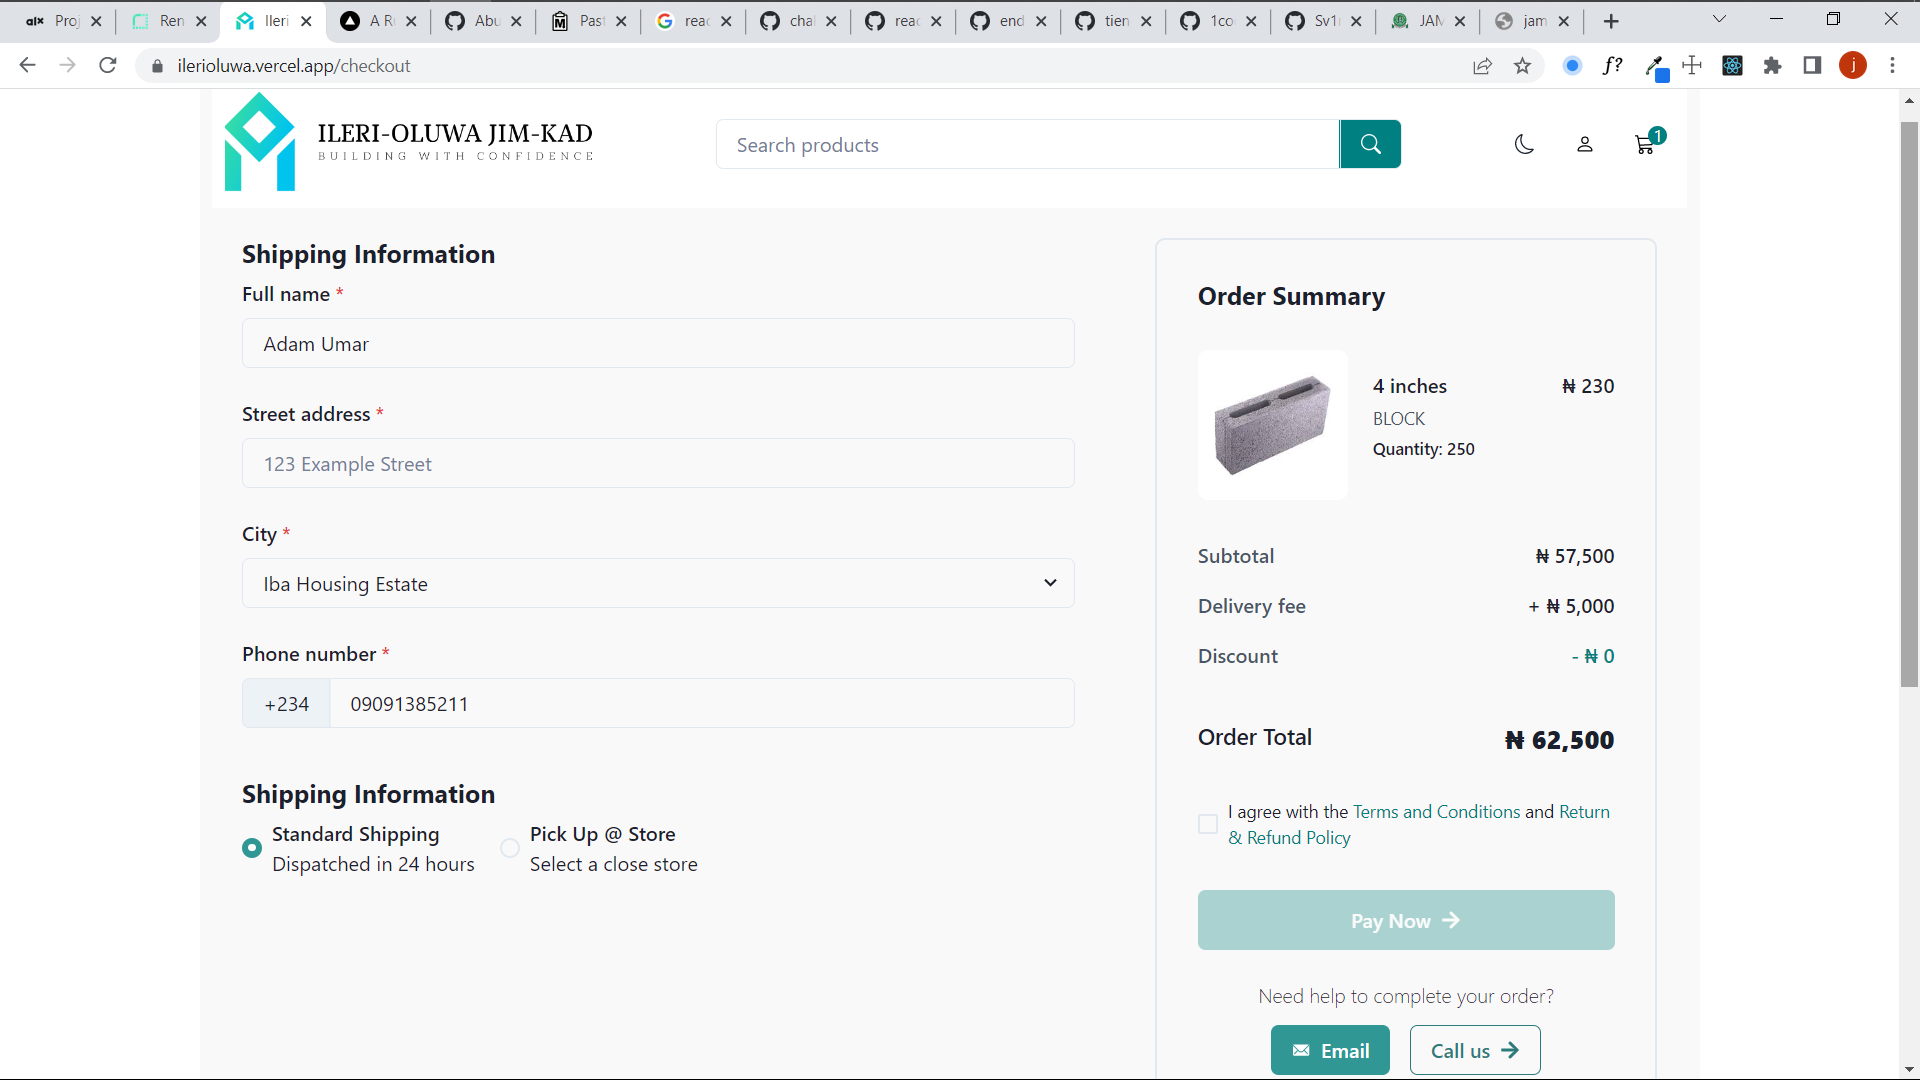 alx Proj
Ren
Ileri
A Ru
Abu
Past
G reac
chal
reac
end
tien
1co
Sv1
JAM
jam
ilerioluwa.vercel.app/checkout
f?
j
ILERI-OLUWA JIM-KAD
BUILDING WITH CONFIDENCE
Search products
1
Shipping Information
Full name *
Adam Umar
Street address *
123 Example Street
City *
Iba Housing Estate
Phone number *
+234 09091385211
Shipping Information
Standard Shipping
Dispatched in 24 hours
Pick Up @ Store
Select a close store
Order Summary
4 inches ₦ 230
BLOCK
Quantity: 250
Subtotal ₦ 57,500
Delivery fee + ₦ 5,000
Discount - ₦ 0
Order Total ₦ 62,500
I agree with the Terms and Conditions and Return
& Refund Policy
Pay Now
Need help to complete your order?
Email
Call us